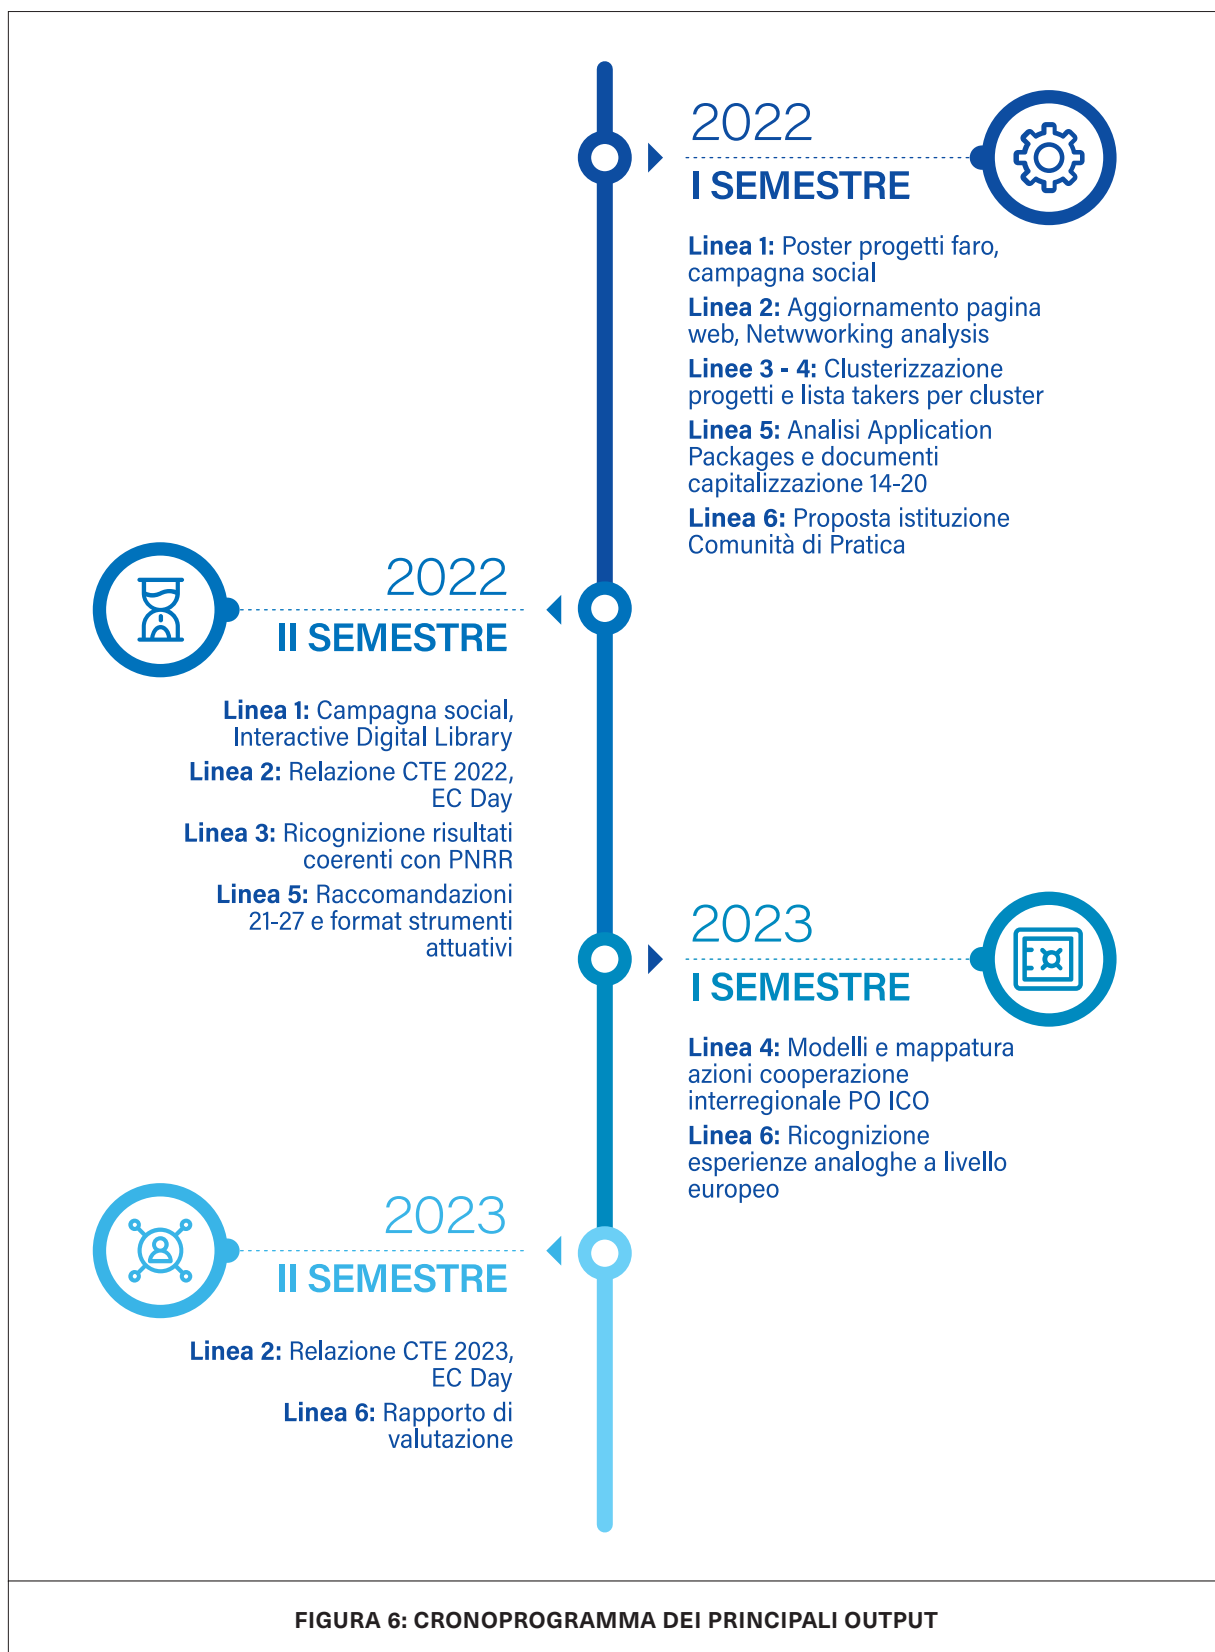 2022
I SEMESTRE
Linea 1: Poster progetti faro,
campagna social
Linea 2: Aggiornamento pagina
web, Netwworking analysis
Linee 3 - 4: Clusterizzazione
progetti e lista takers per cluster
Linea 5: Analisi Application
Packages e documenti
capitalizzazione 14-20
Linea 6: Proposta istituzione
Comunità di Pratica
2022
II SEMESTRE
Linea 1: Campagna social,
Interactive Digital Library
Linea 2: Relazione CTE 2022,
EC Day
Linea 3: Ricognizione risultati
coerenti con PNRR
Linea 5: Raccomandazioni
21-27 e format strumenti
attuativi
2023
I SEMESTRE
Linea 4: Modelli e mappatura
azioni cooperazione
interregionale PO ICO
Linea 6: Ricognizione
esperienze analoghe a livello
europeo
2023
II SEMESTRE
Linea 2: Relazione CTE 2023,
EC Day
Linea 6: Rapporto di
valutazione
FIGURA 6: CRONOPROGRAMMA DEI PRINCIPALI OUTPUT